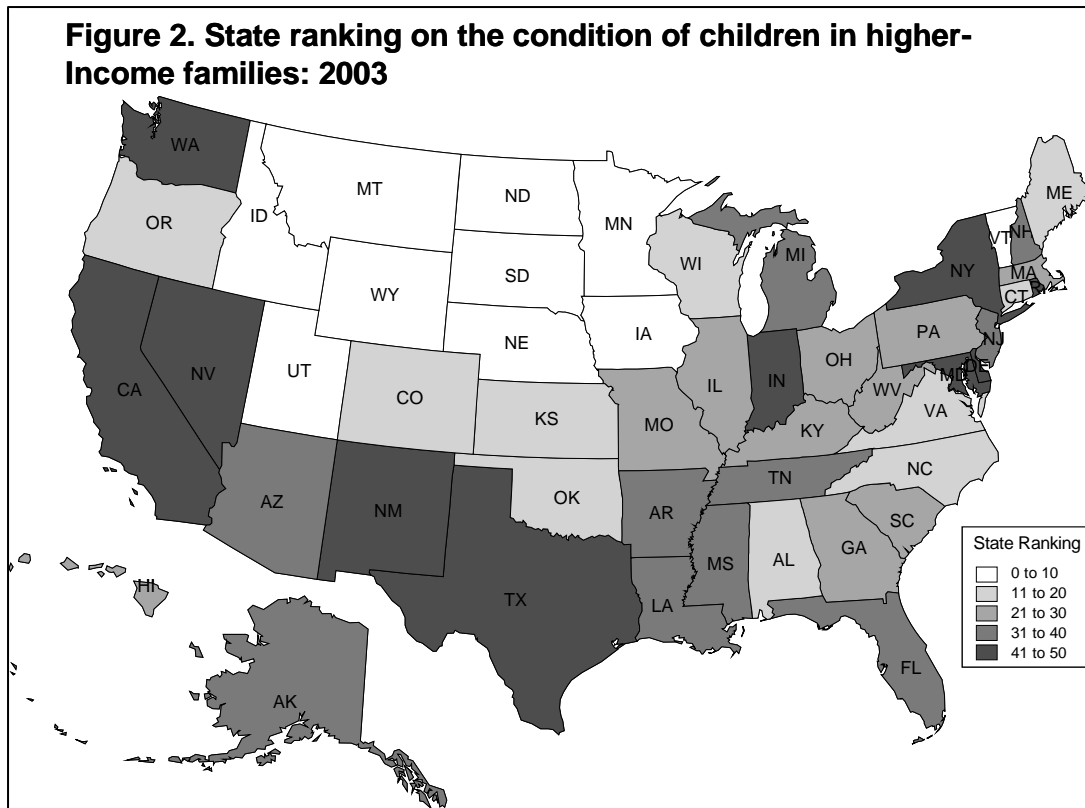 Figure 2. State ranking on the condition of children in higher-
Income families: 2003
WA
MT
ND
MN
ME
OR
ID
VT
NH
WI
MI
NY
MA
SD
WY
CT
RI
IA
PA
NE
NJ
OH
NV
UT
IL
IN
DE
CA
CO
MD
WV
KS
MO
VA
KY
NC
AZ
NM
OK
TN
AR
SC
State Ranking
AL
GA
MS
0 to 10
HI
11 to 20
TX
LA
21 to 30
31 to 40
41 to 50
FL
AK